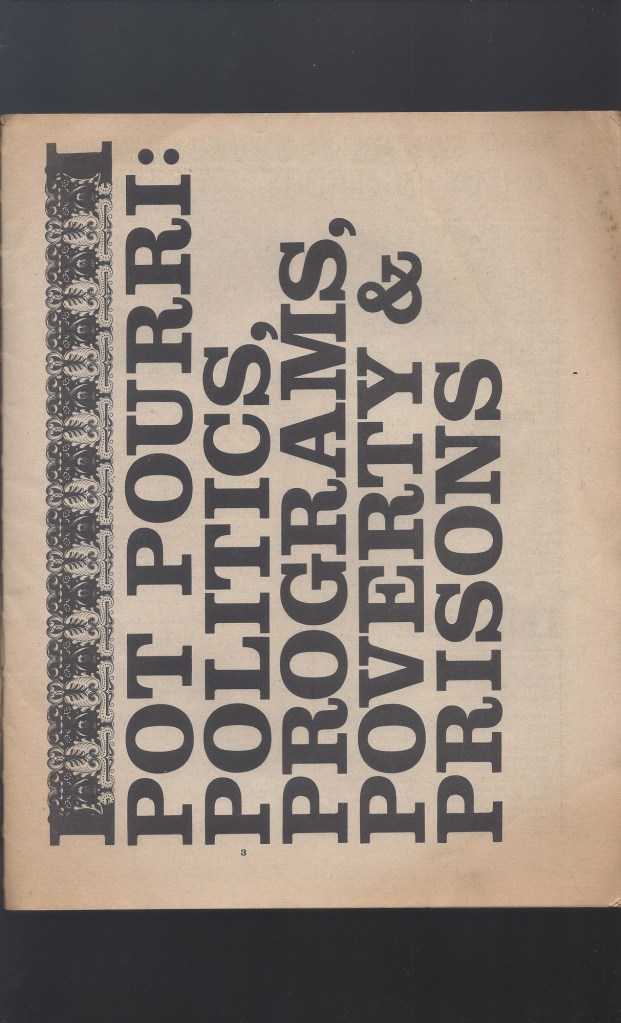 POT POURRI:
POLITICS,
PROGRAMS,
POVERTY &
PRISONS
3